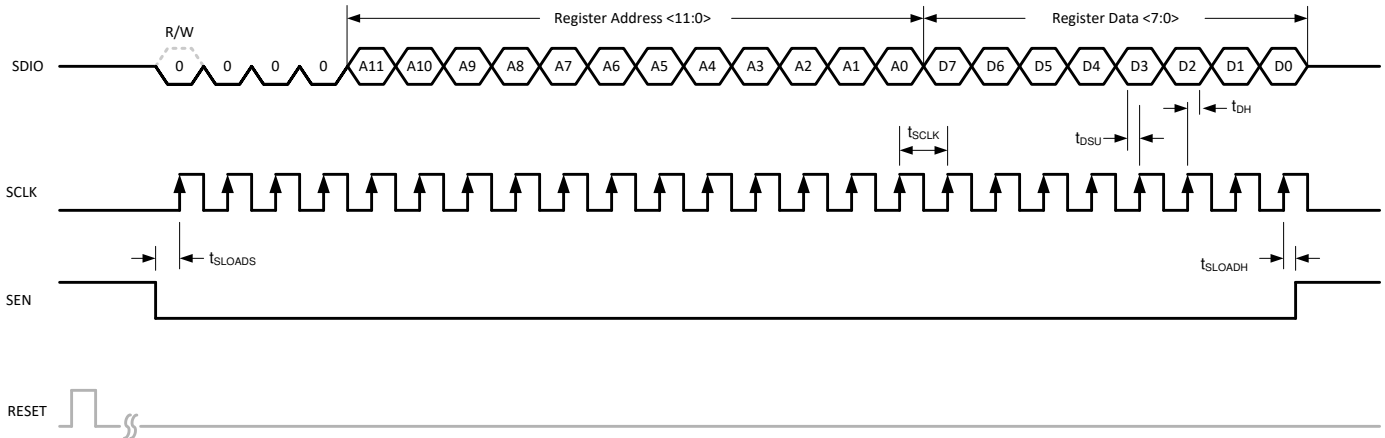 Register Address <11:0> Register Data <7:0>
R/W
SDIO 0 0 0 0 A11 A10 A9 A8 A7 A6 A5 A4 A3 A2 A1 A0 D7 D6 D5 D4 D3 D2 D1 D0
tDH
tSCLK tDSU
SCLK
tSLOADS tSLOADH
SEN
RESET